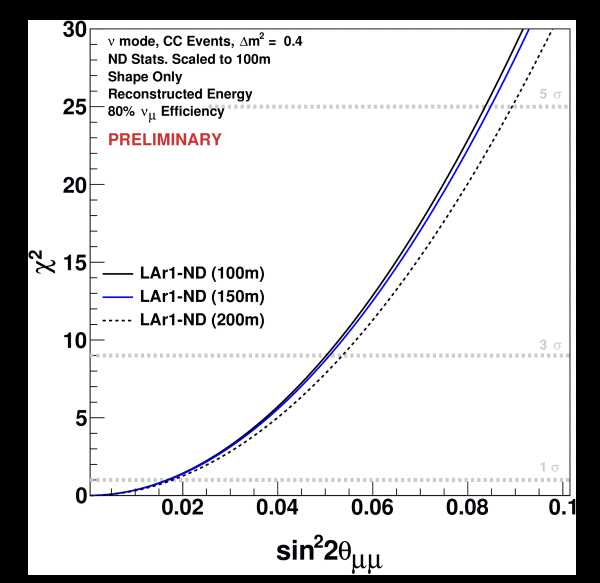 ν mode, CC Events, Δm² = 0.4
ND Stats. Scaled to 100m
Shape Only
Reconstructed Energy
80% νμ Efficiency
PRELIMINARY
LAr1-ND (100m)
LAr1-ND (150m)
LAr1-ND (200m)
5 σ
3 σ
1 σ
χ²
30
25
20
15
10
5
0
0.02 0.04 0.06 0.08 0.1
sin²2θμμ